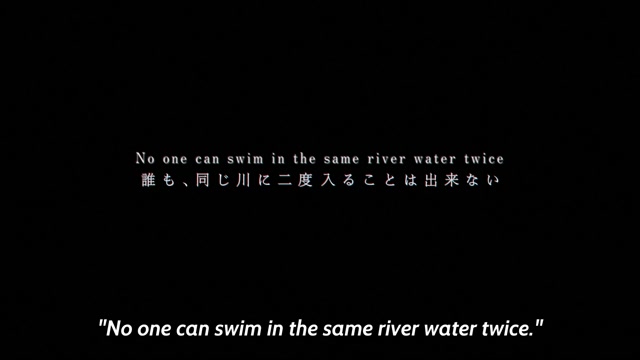 No one can swim in the same river water twice
誰も、同じ川に二度入ることは出来ない
"No one can swim in the same river water twice."